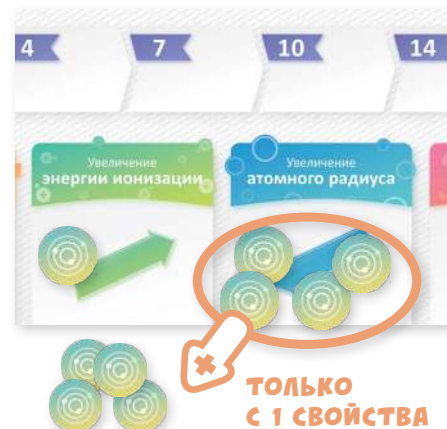 4 7 10 14
Увеличение
энергии ионизации
Увеличение
атомного радиуса
ТОЛЬКО
С 1 СВОЙСТВА